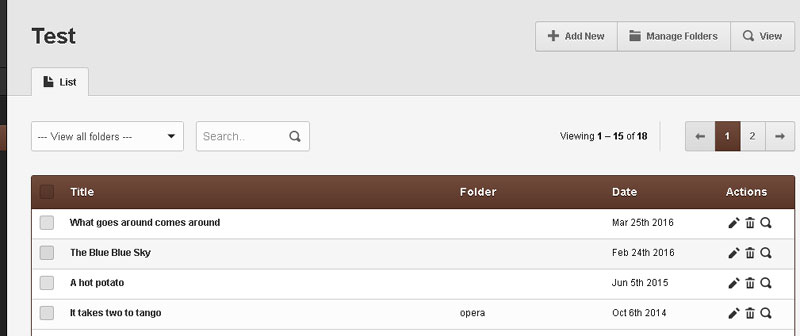 Test
Add New Manage Folders View
List
--- View all folders --- Search.. Viewing 1 – 15 of 18 1 2
Title Folder Date Actions
What goes around comes around Mar 25th 2016
The Blue Blue Sky Feb 24th 2016
A hot potato Jun 5th 2015
It takes two to tango opera Oct 6th 2014